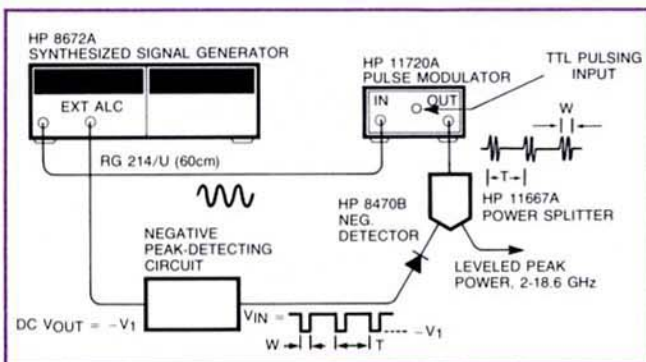 HP 8672A
SYNTHESIZED SIGNAL GENERATOR
EXT ALC
HP 11720A
PULSE MODULATOR
IN
OUT
TTL PULSING
INPUT
W
RG 214/U (60cm)
T
HP 11667A
POWER SPLITTER
HP 8470B
NEG.
DETECTOR
NEGATIVE
PEAK-DETECTING
CIRCUIT
LEVELED PEAK
POWER, 2-18.6 GHz
DC VOUT = -V1
VIN =
-V1
W
T